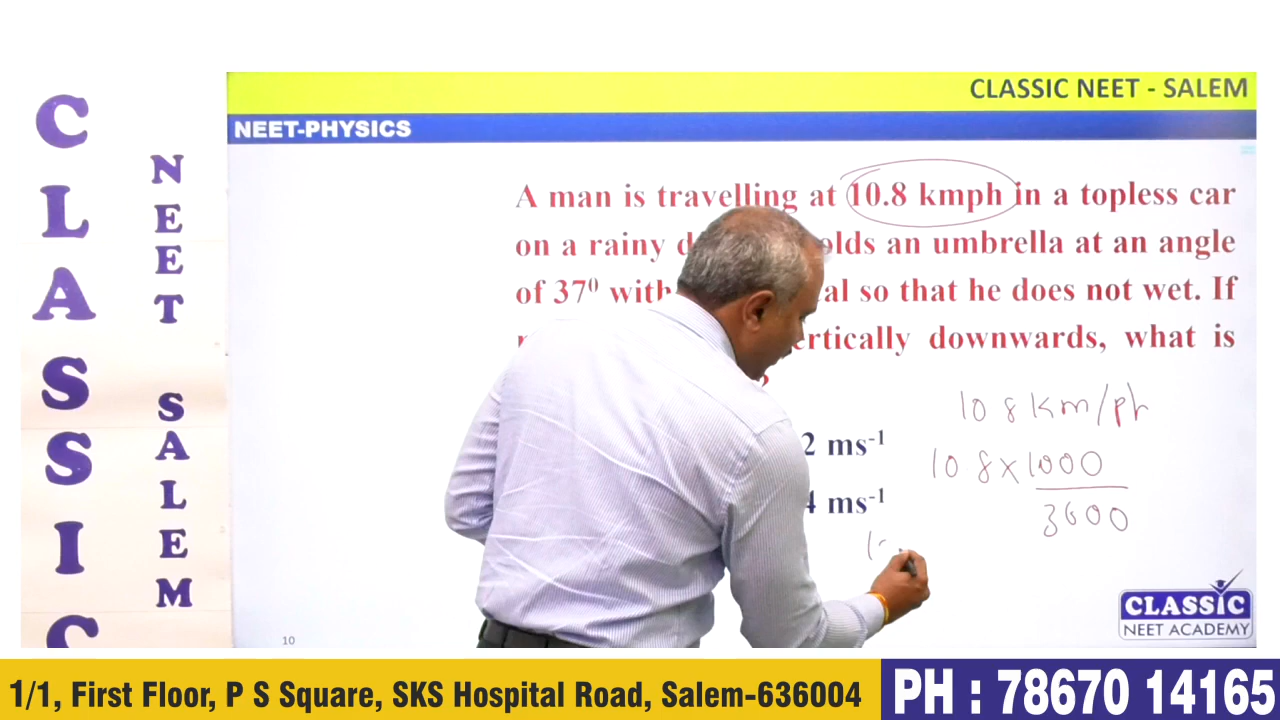 CLASSIC NEET - SALEM
NEET-PHYSICS
CLASSIC
NEET SALEM
A man is travelling at 10.8 kmph in a topless car
on a rainy olds an umbrella at an angle
of 37⁰ with al so that he does not wet. If
ertically downwards, what is
?
2 ms⁻¹
4 ms⁻¹
10.8 Km/ph
10.8 × 1000
3600
10
CLASSIC
NEET ACADEMY
1/1, First Floor, P S Square, SKS Hospital Road, Salem-636004
PH : 78670 14165